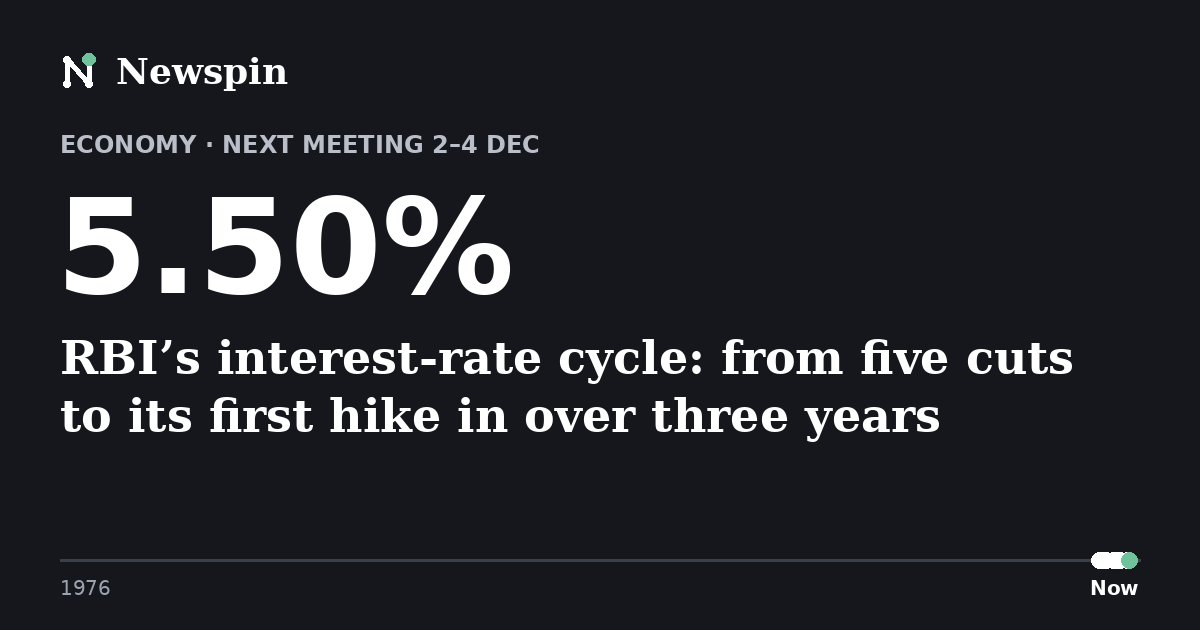 Newspin
ECONOMY · NEXT MEETING 2–4 DEC
5.50%
RBI’s interest-rate cycle: from five cuts
to its first hike in over three years
1976
Now